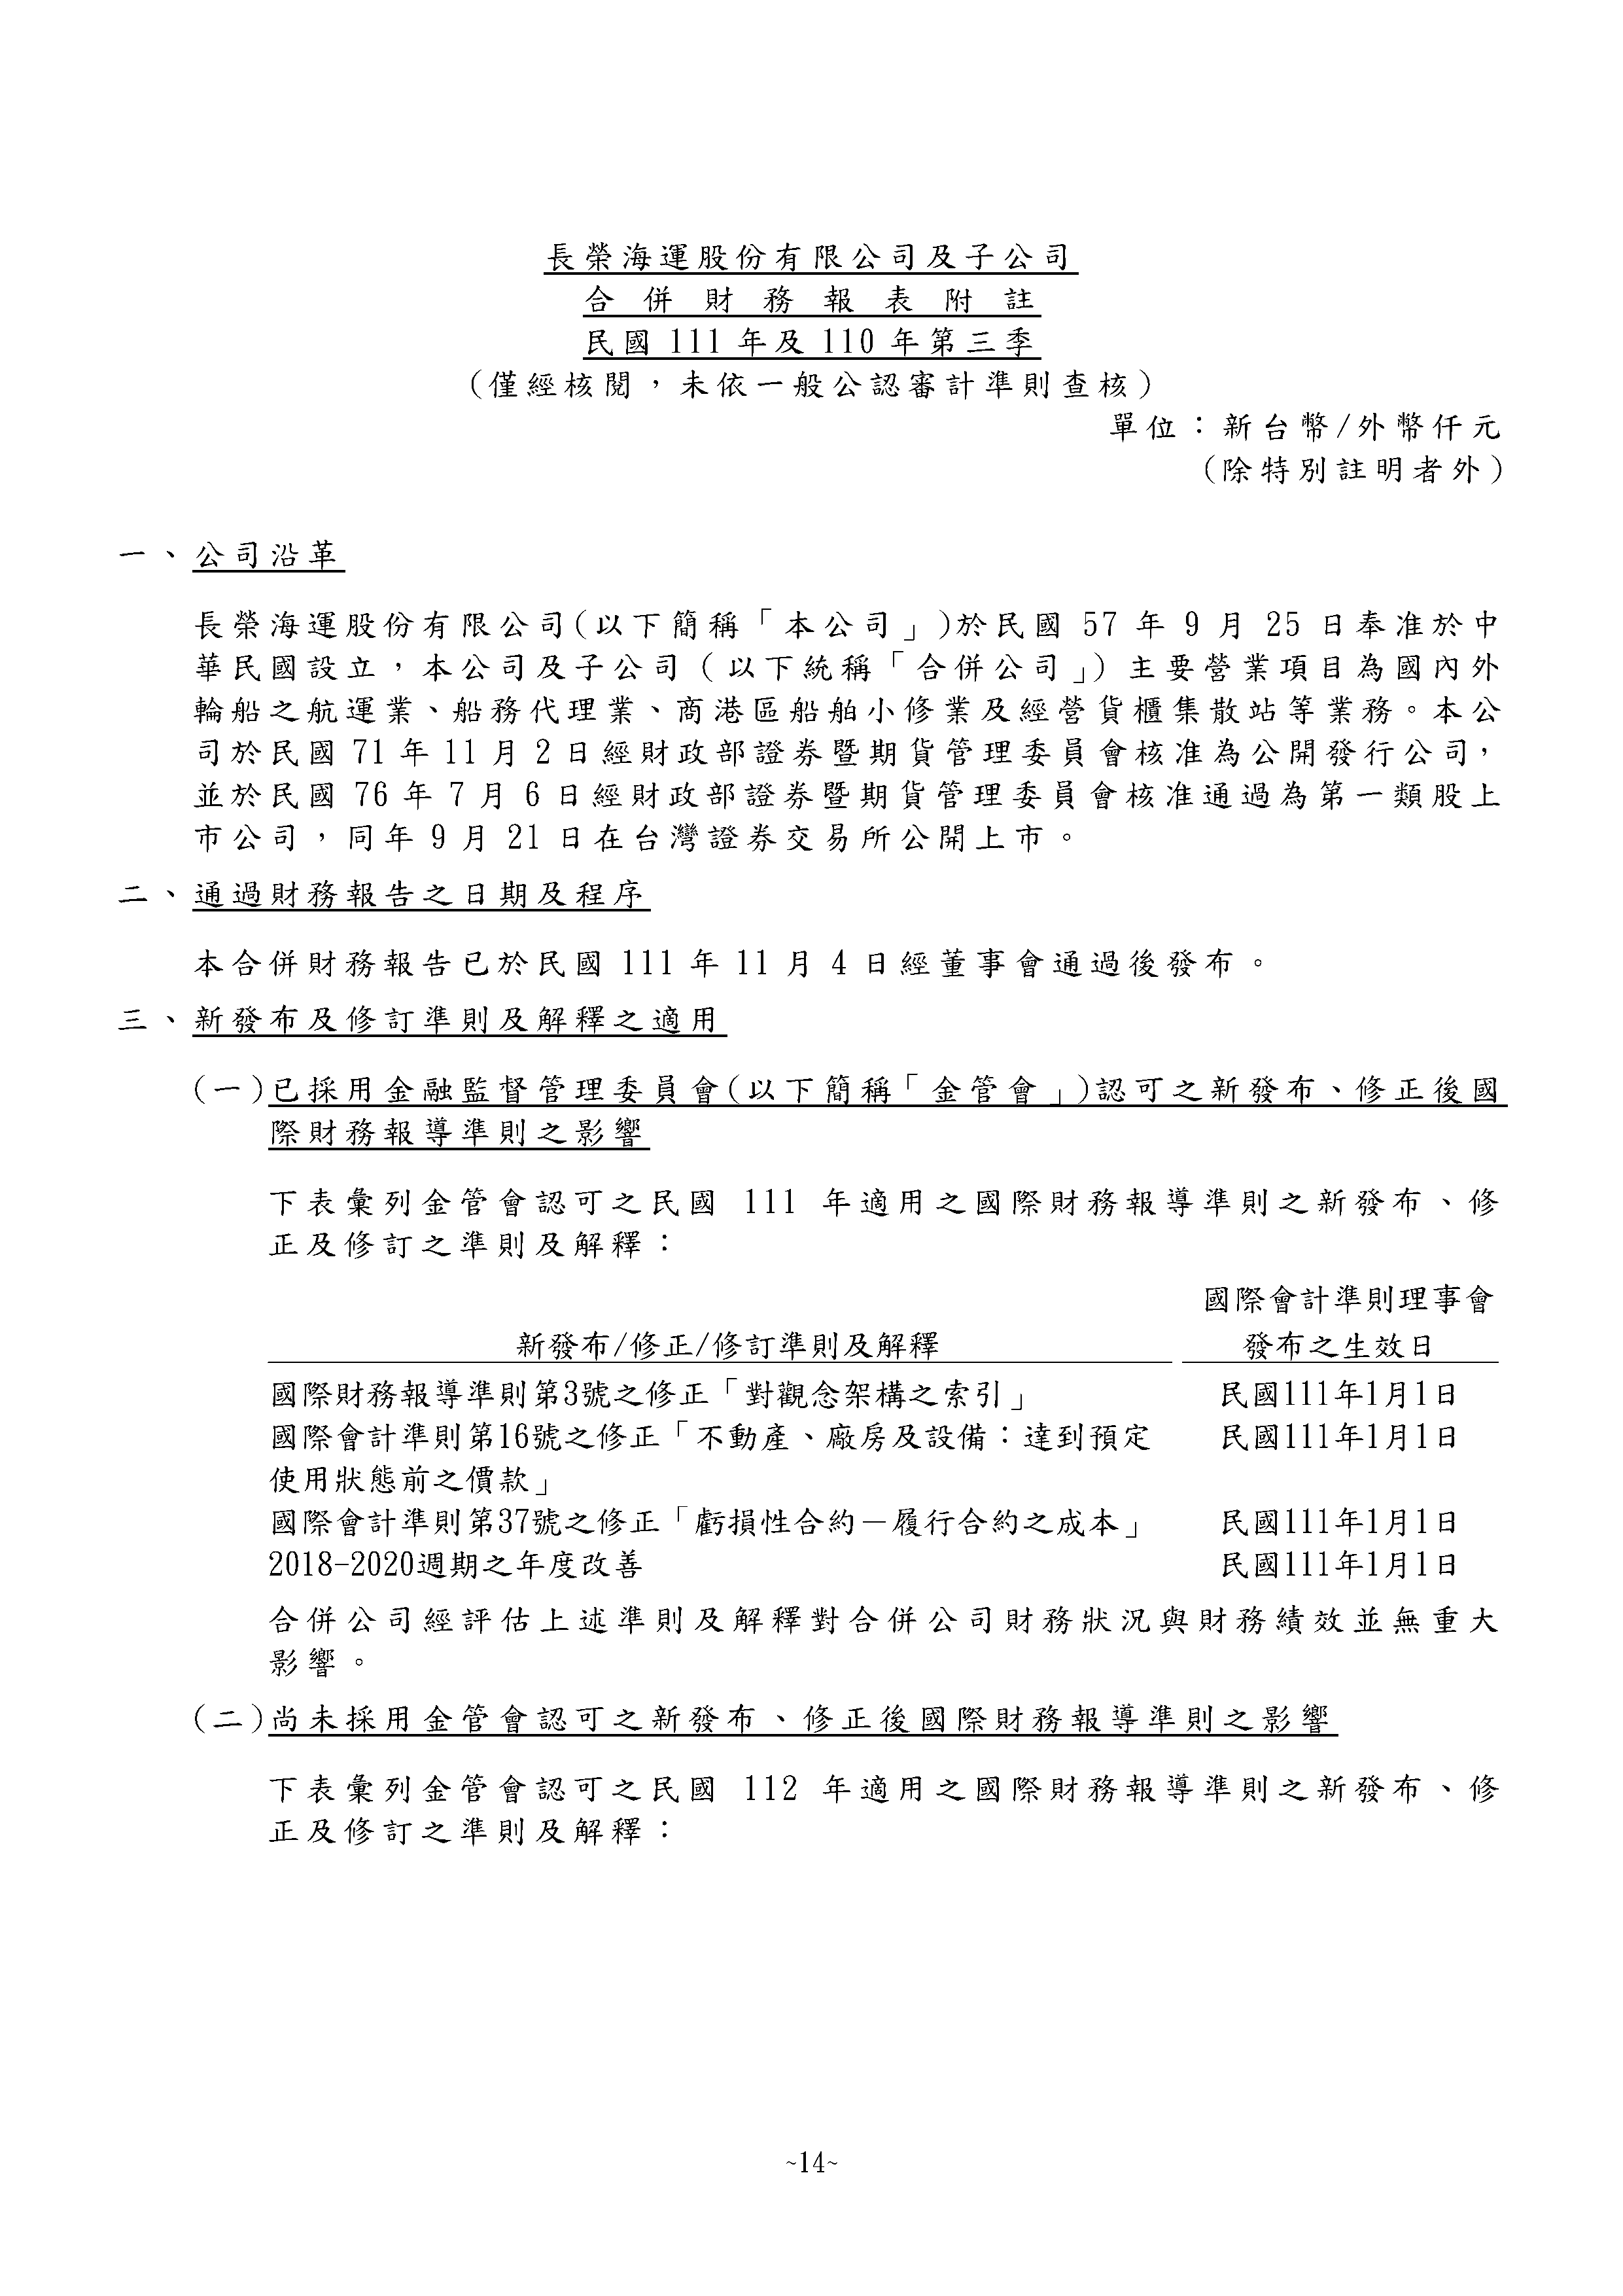 長榮海運股份有限公司及子公司
合併財務報表附註
民國 111 年及 110 年第三季
（僅經核閱，未依一般公認審計準則查核）
單位：新台幣/外幣仟元
（除特別註明者外）
一、公司沿革
長榮海運股份有限公司(以下簡稱「本公司」)於民國 57 年 9 月 25 日奉准於中
華民國設立，本公司及子公司（以下統稱「合併公司」）主要營業項目為國內外
輪船之航運業、船務代理業、商港區船舶小修業及經營貨櫃集散站等業務。本公
司於民國 71 年 11 月 2 日經財政部證券暨期貨管理委員會核准為公開發行公司，
並於民國 76 年 7 月 6 日經財政部證券暨期貨管理委員會核准通過為第一類股上
市公司，同年 9 月 21 日在台灣證券交易所公開上市。
二、通過財務報告之日期及程序
本合併財務報告已於民國 111 年 11 月 4 日經董事會通過後發布。
三、新發布及修訂準則及解釋之適用
(一)已採用金融監督管理委員會(以下簡稱「金管會」)認可之新發布、修正後國
際財務報導準則之影響
下表彙列金管會認可之民國 111 年適用之國際財務報導準則之新發布、修
正及修訂之準則及解釋：
國際會計準則理事會
新發布/修正/修訂準則及解釋 發布之生效日
國際財務報導準則第3號之修正「對觀念架構之索引」 民國111年1月1日
國際會計準則第16號之修正「不動產、廠房及設備：達到預定 民國111年1月1日
使用狀態前之價款」
國際會計準則第37號之修正「虧損性合約－履行合約之成本」 民國111年1月1日
2018-2020週期之年度改善 民國111年1月1日
合併公司經評估上述準則及解釋對合併公司財務狀況與財務績效並無重大
影響。
(二)尚未採用金管會認可之新發布、修正後國際財務報導準則之影響
下表彙列金管會認可之民國 112 年適用之國際財務報導準則之新發布、修
正及修訂之準則及解釋：
~14~